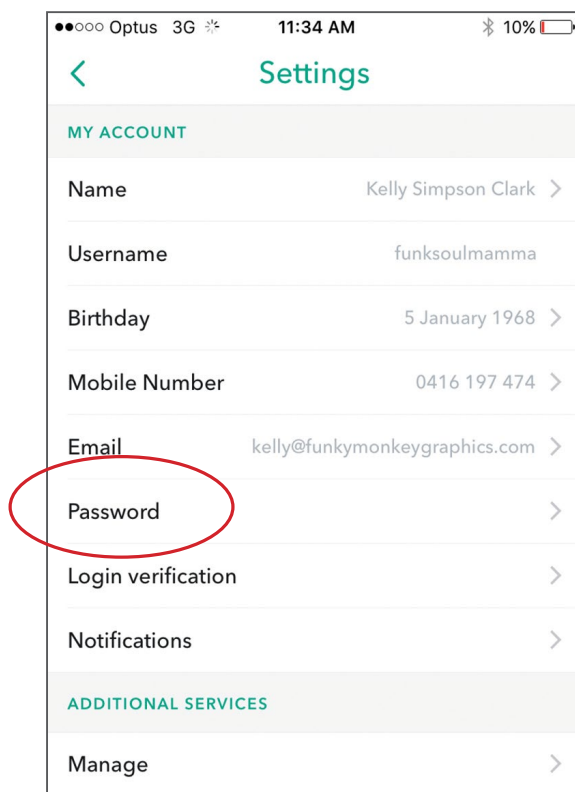 Optus 3G 11:34 AM 10%
Settings
MY ACCOUNT
Name Kelly Simpson Clark
Username funksoulmamma
Birthday 5 January 1968
Mobile Number 0416 197 474
Email kelly@funkymonkeygraphics.com
Password
Login verification
Notifications
ADDITIONAL SERVICES
Manage